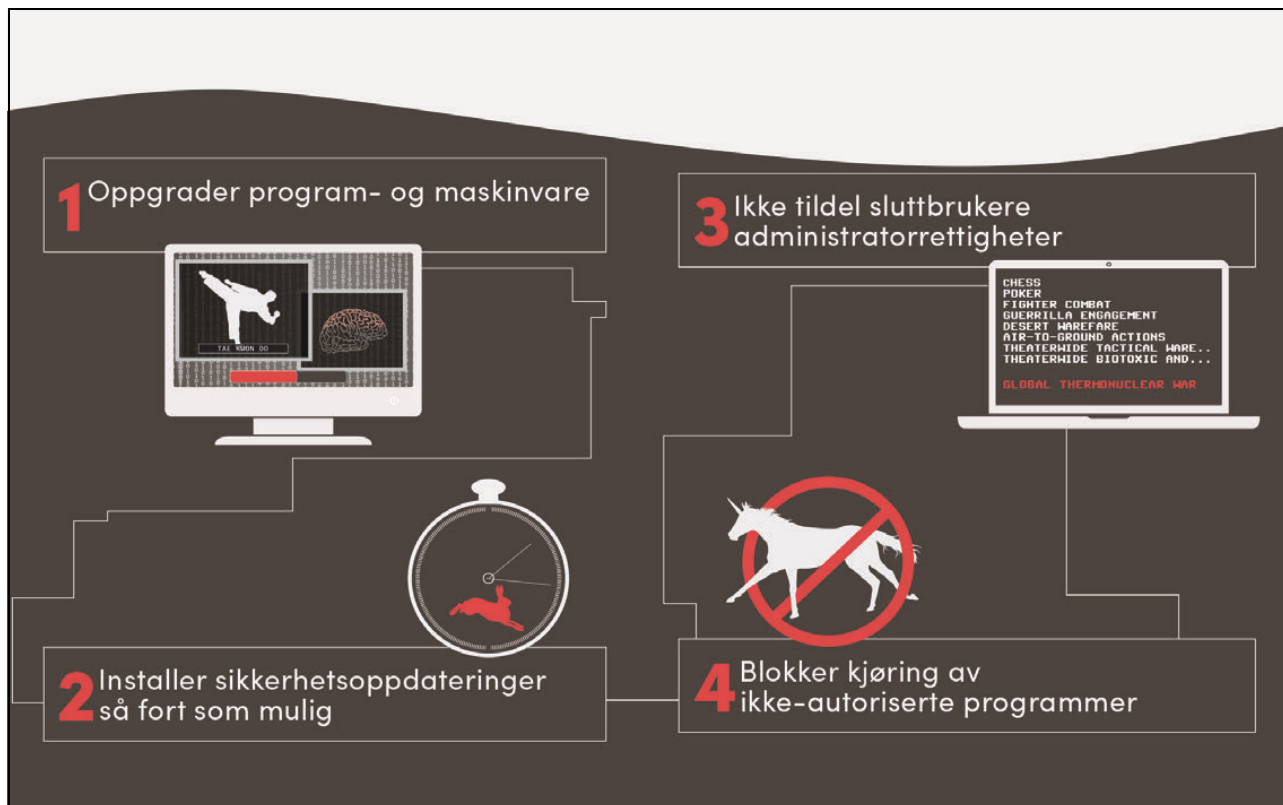 1 Oppgrader program- og maskinvare
TAE KWON DO
2 Installer sikkerhetsoppdateringer
så fort som mulig
3 Ikke tildel sluttbrukere
administratorrettigheter
CHESS
POKER
FIGHTER COMBAT
GUERRILLA ENGAGEMENT
DESERT WAREFARE
AIR-TO-GROUND ACTIONS
THEATERWIDE TACTICAL WARE..
THEATERWIDE BIOTOXIC AND...
GLOBAL THERMONUCLEAR WAR
4 Blokker kjøring av
ikke-autoriserte programmer